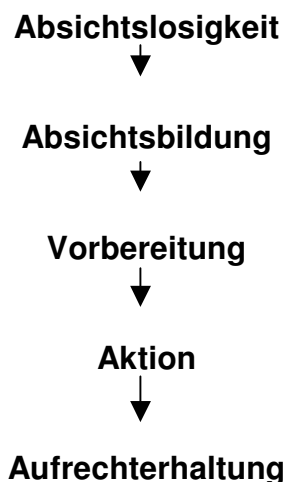 Absichtslosigkeit
Absichtsbildung
Vorbereitung
Aktion
Aufrechterhaltung